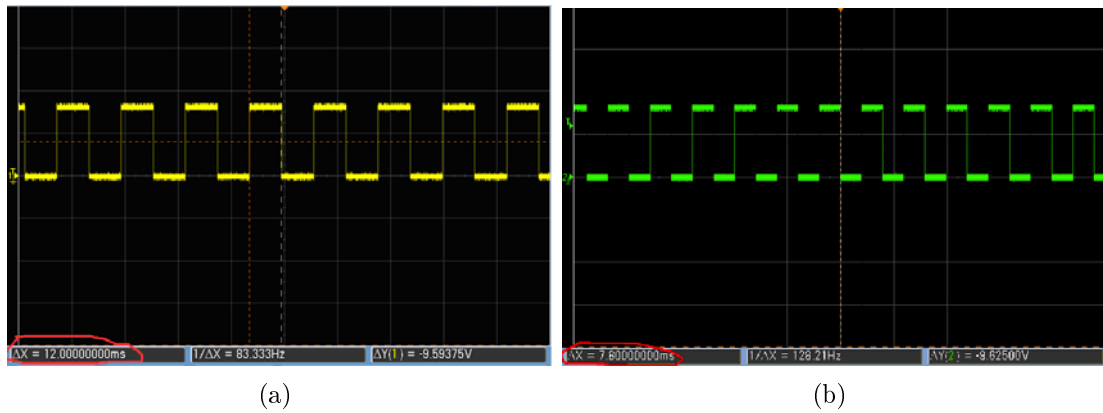 ΔX = 12.00000000ms
1/ΔX = 83.333Hz
ΔY(1) = -9.59375V
ΔX = 7.80000000ms
1/ΔX = 128.21Hz
ΔY(2) = -9.62500V
(a)
(b)